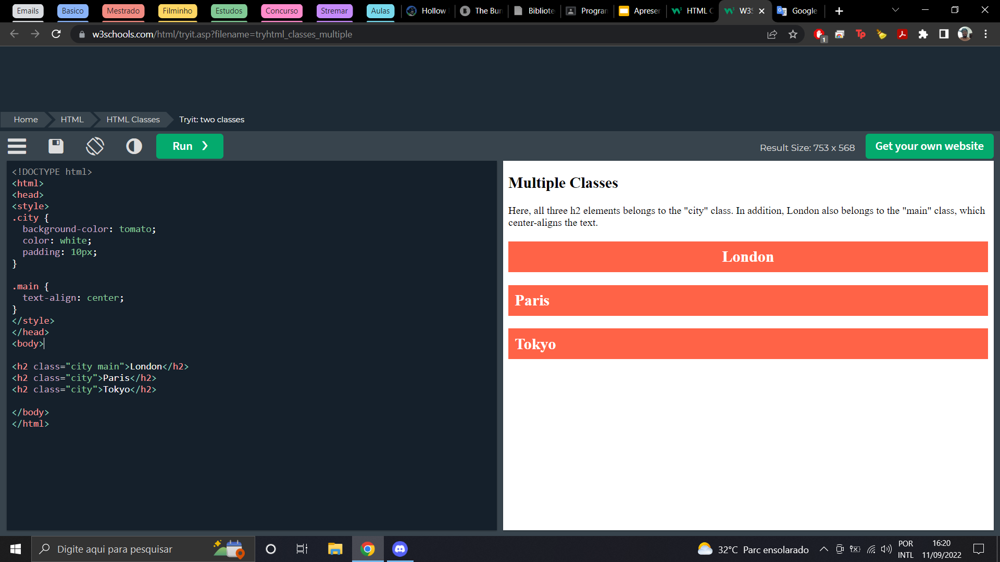 Emails
Basico
Mestrado
Filminho
Estudos
Concurso
Stremar
Aulas
Hollow
The Bun
Bibliote
Progran
Apreser
HTML C
W3S
Google
w3schools.com/html/tryit.asp?filename=tryhtml_classes_multiple
1
Home
HTML
HTML Classes
Tryit: two classes
Run ❯
Result Size: 753 x 568
Get your own website
<!DOCTYPE html>
<html>
<head>
<style>
.city {
  background-color: tomato;
  color: white;
  padding: 10px;
}
.main {
  text-align: center;
}
</style>
</head>
<body>
<h2 class="city main">London</h2>
<h2 class="city">Paris</h2>
<h2 class="city">Tokyo</h2>
</body>
</html>
Multiple Classes
Here, all three h2 elements belongs to the "city" class. In addition, London also belongs to the "main" class, which
center-aligns the text.
London
Paris
Tokyo
Digite aqui para pesquisar
32°C Parc ensolarado
POR
INTL
16:20
11/09/2022